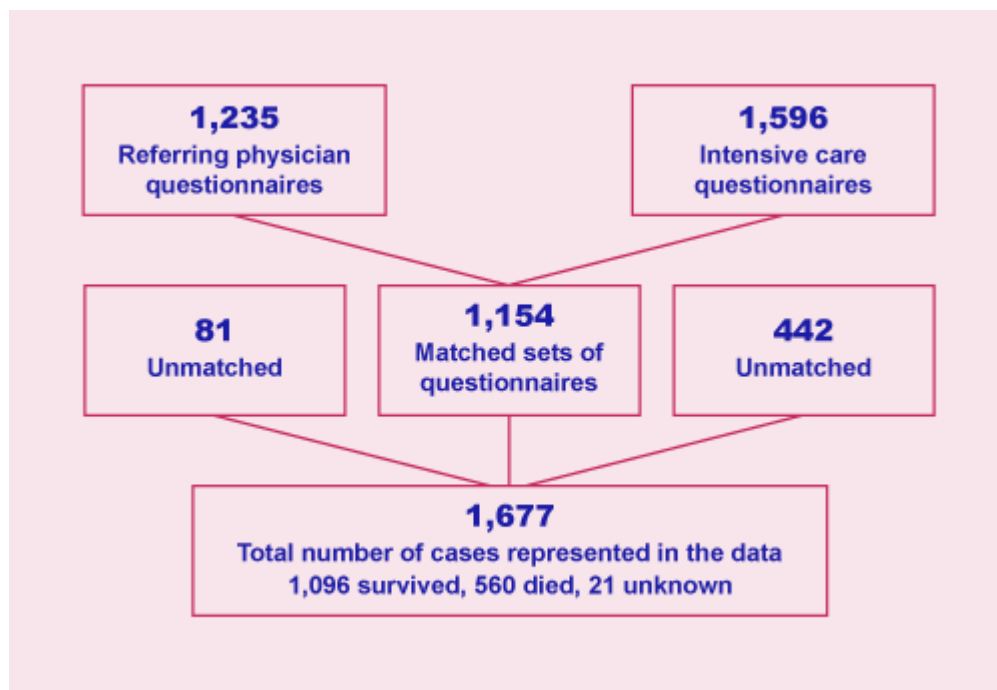 1,235
Referring physician
questionnaires
1,596
Intensive care
questionnaires
81
Unmatched
1,154
Matched sets of
questionnaires
442
Unmatched
1,677
Total number of cases represented in the data
1,096 survived, 560 died, 21 unknown